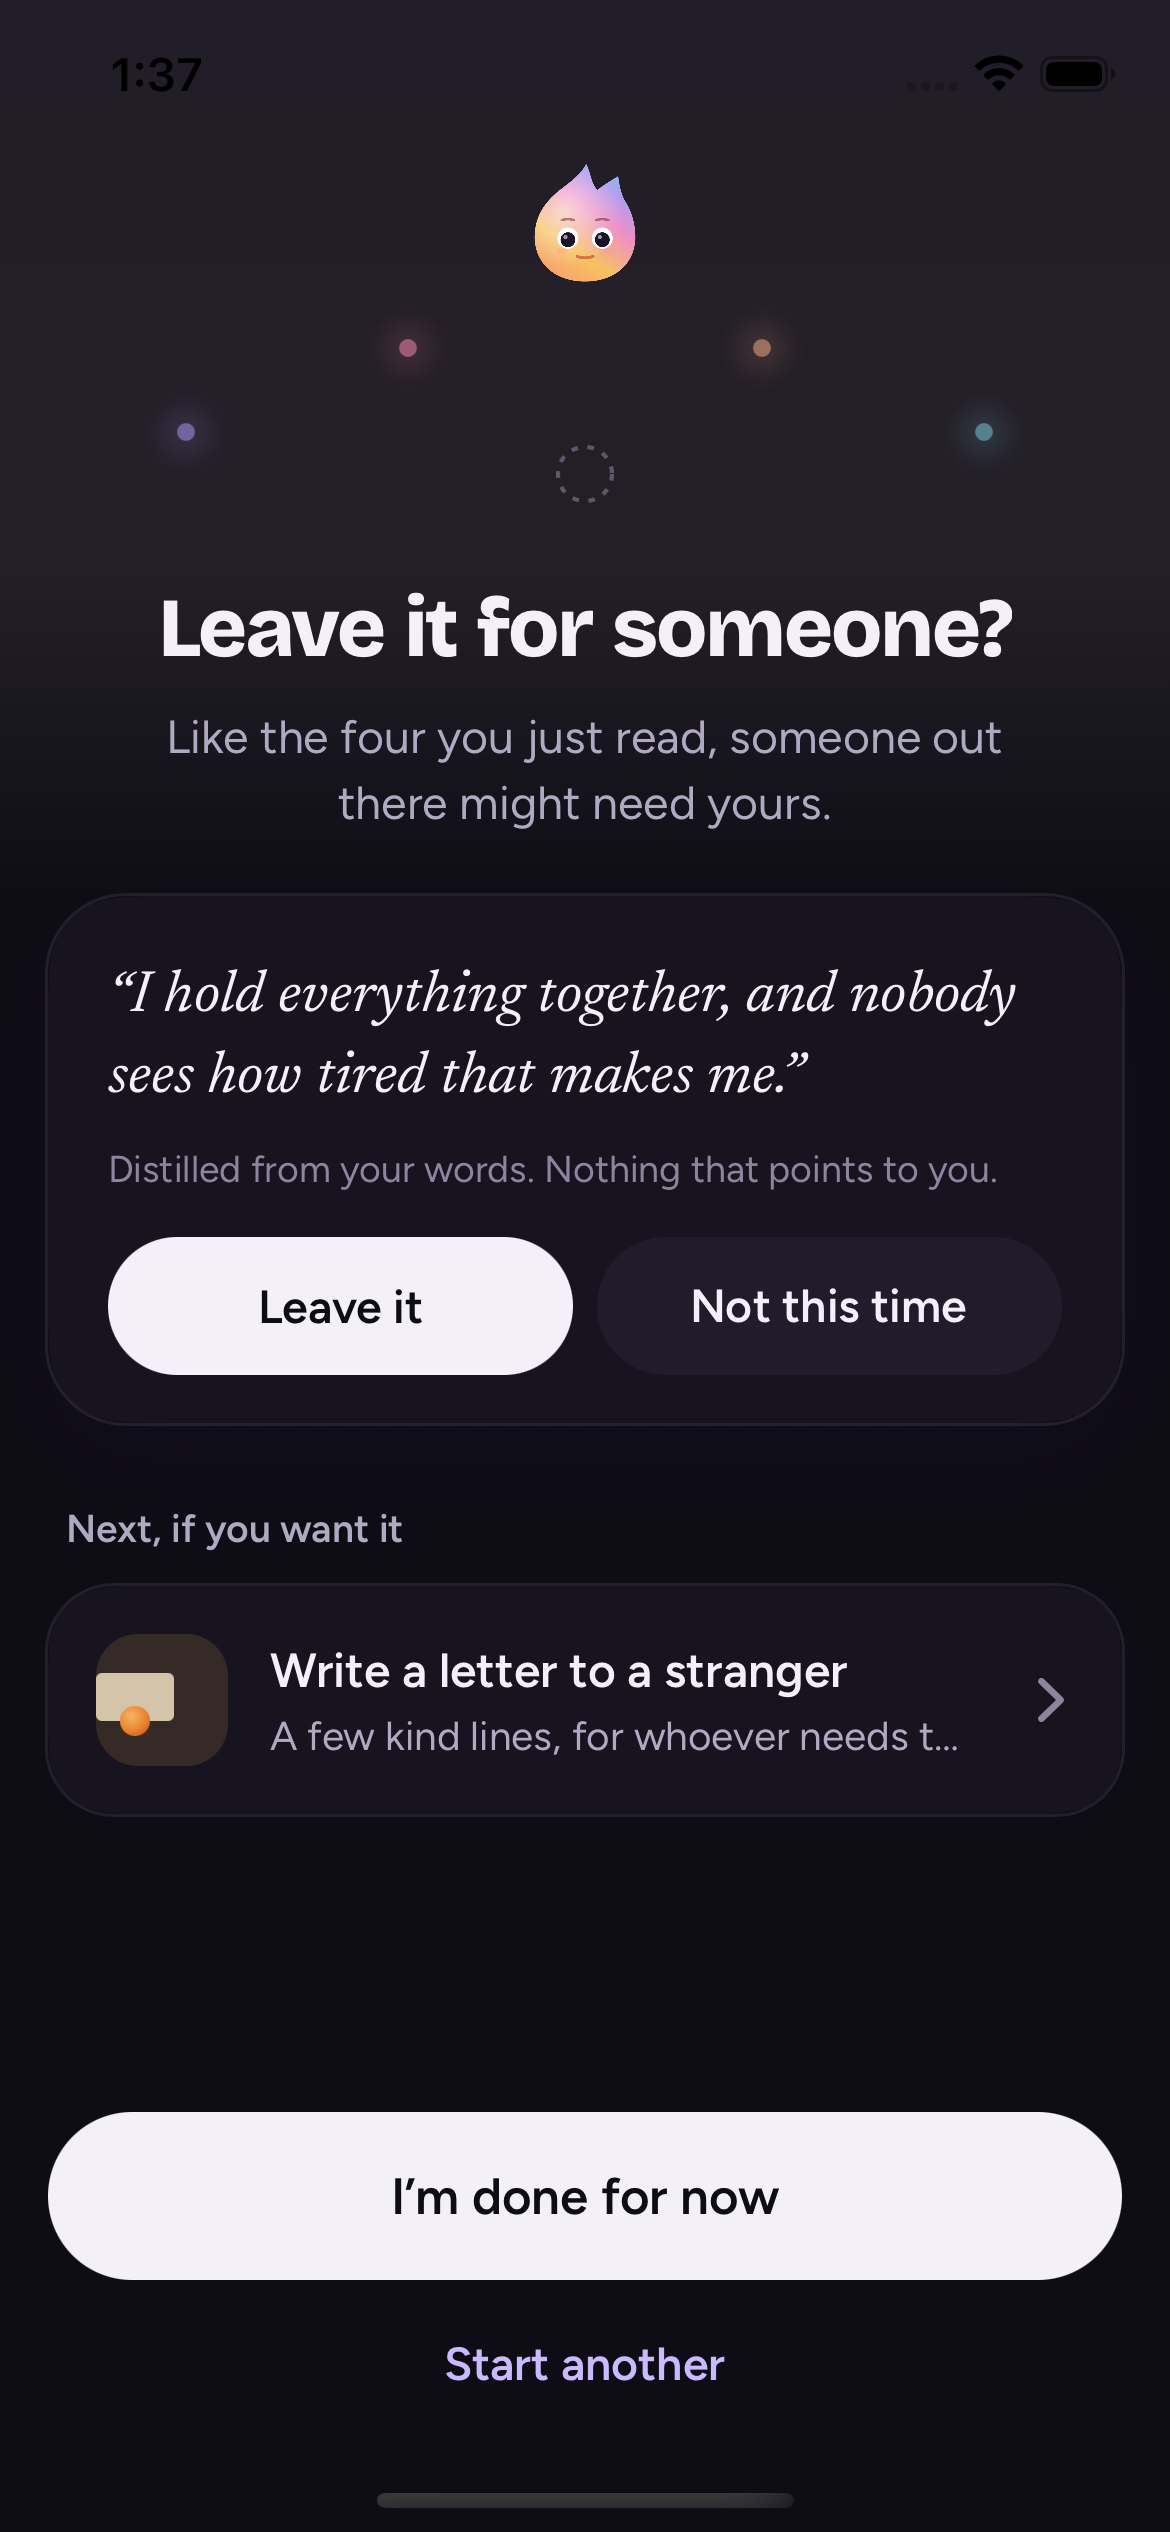 1:37
Leave it for someone?
Like the four you just read, someone out
there might need yours.
“I hold everything together, and nobody
sees how tired that makes me.”
Distilled from your words. Nothing that points to you.
Leave it
Not this time
Next, if you want it
Write a letter to a stranger
A few kind lines, for whoever needs t...
I’m done for now
Start another